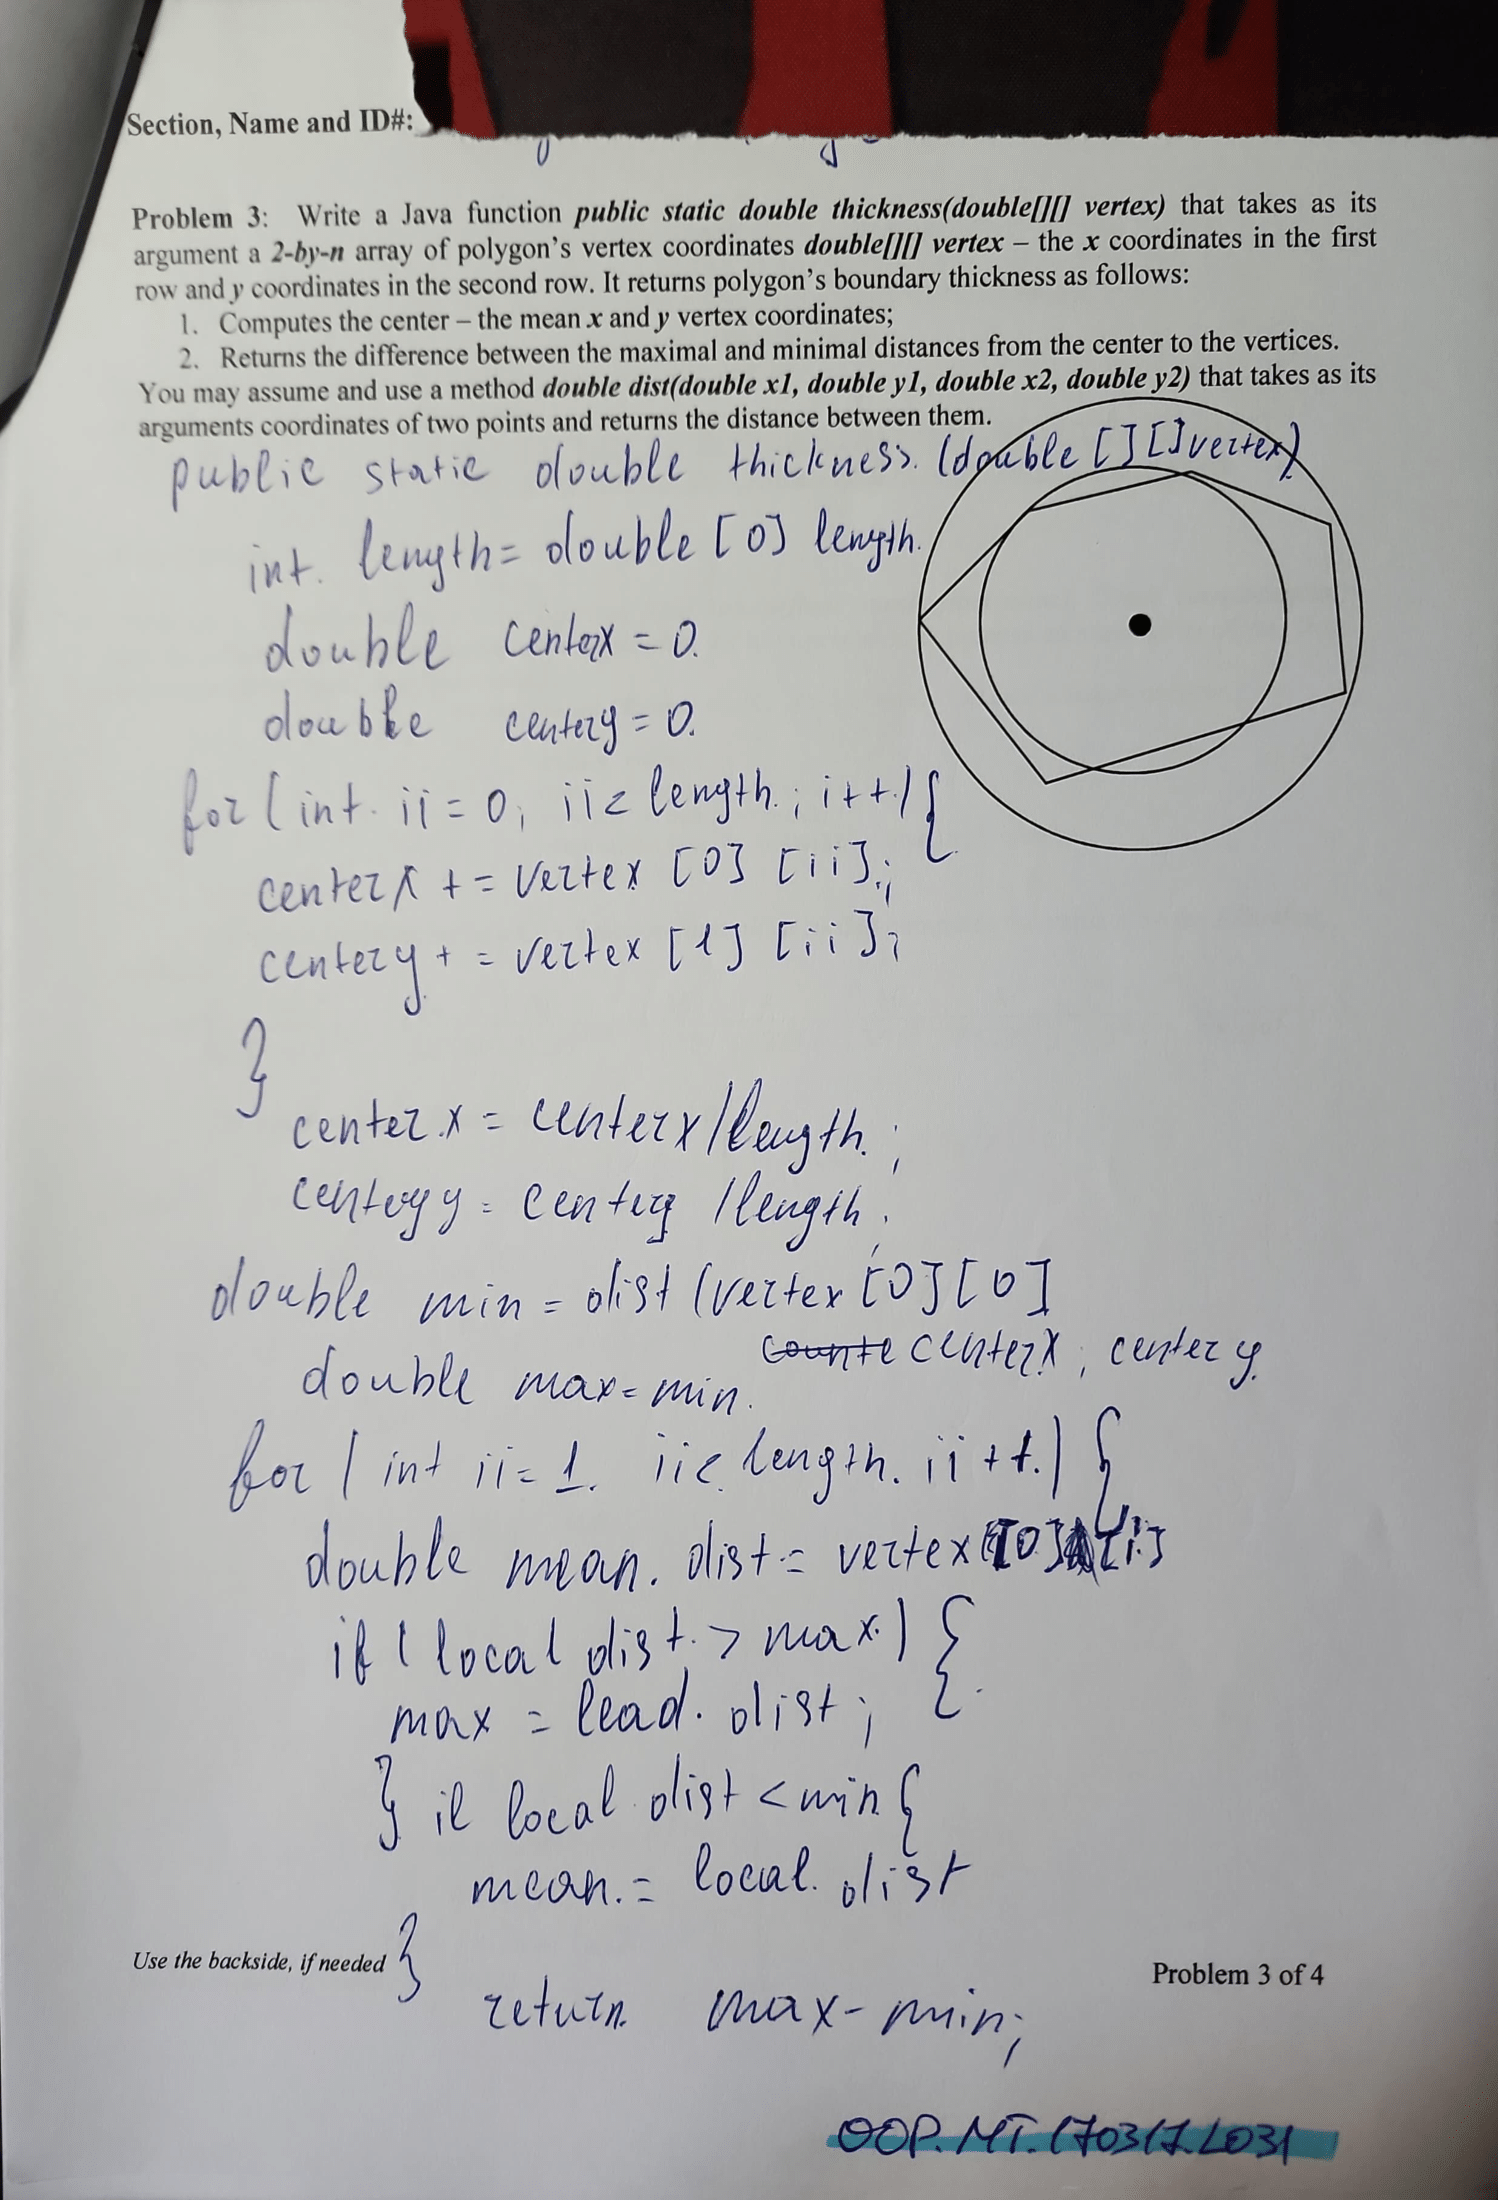 Section, Name and ID#:
Problem 3: Write a Java function public static double thickness(double[][] vertex) that takes as its
argument a 2-by-n array of polygon's vertex coordinates double[][] vertex – the x coordinates in the first
row and y coordinates in the second row. It returns polygon's boundary thickness as follows:
1. Computes the center – the mean x and y vertex coordinates;
2. Returns the difference between the maximal and minimal distances from the center to the vertices.
You may assume and use a method double dist(double x1, double y1, double x2, double y2) that takes as its
arguments coordinates of two points and returns the distance between them.
public static double thickness. (double [][]vertex)
int. length= double [0] length.
double centerx = 0.
double centery = 0.
for (int. ii = 0; ii< length. ; i++) {
centerx += vertex [0] [ii];
centery += vertex [1] [ii];
}
center.x = centerx/length. ;
centery y = centery /length. ;
double min = dist (vertex [0][0]
counte centerx, center y.
double max = min.
for ( int ii=1. ii< length. ii ++.) {
double mean. dist = vertex [0] [i]
if ( local dist. > max.) {
max = lead. dist ;
} il local dist < min {
mean. = local. dist
Use the backside, if needed }
Problem 3 of 4
return max - min;
OOP. MT. 170317. LO31